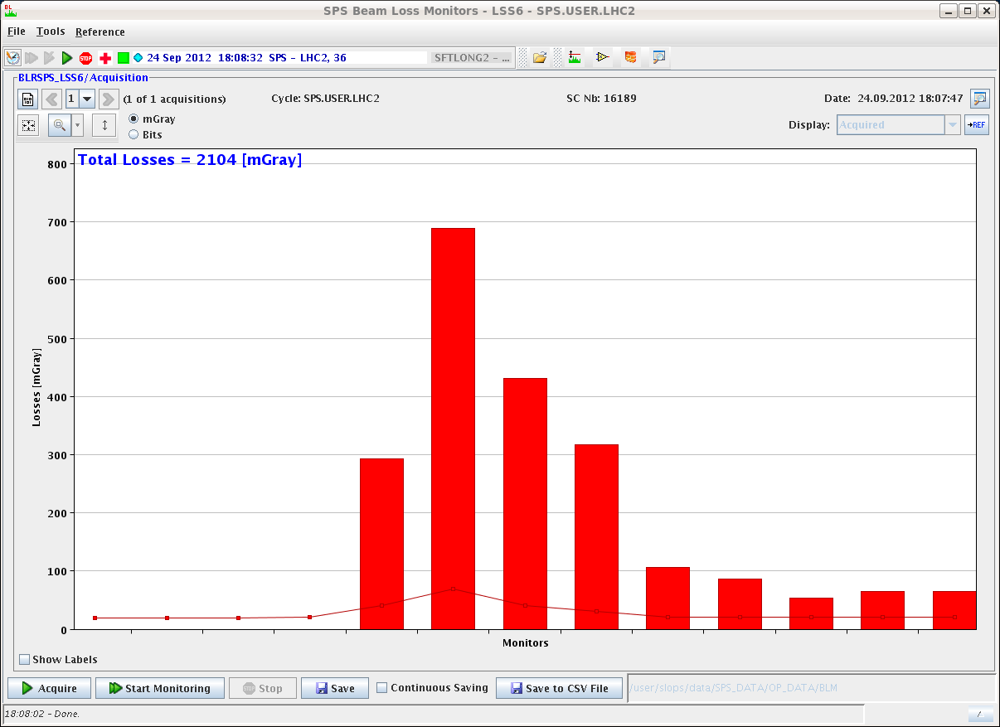 BL
SPS Beam Loss Monitors - LSS6 - SPS.USER.LHC2
File Tools Reference
STOP 24 Sep 2012 18:08:32 SPS - LHC2, 36 SFTLONG2 - ...
BLRSPS_LSS6/Acquisition
1 (1 of 1 acquisitions) Cycle: SPS.USER.LHC2 SC Nb: 16189 Date: 24.09.2012 18:07:47
mGray
Bits
Display: Acquired REF
Total Losses = 2104 [mGray]
800
700
600
500
400
300
200
100
0
Losses [mGray]
Monitors
Show Labels
Acquire Start Monitoring STOP Stop Save Continuous Saving Save to CSV File /user/slops/data/SPS_DATA/OP_DATA/BLM
18:08:02 - Done.